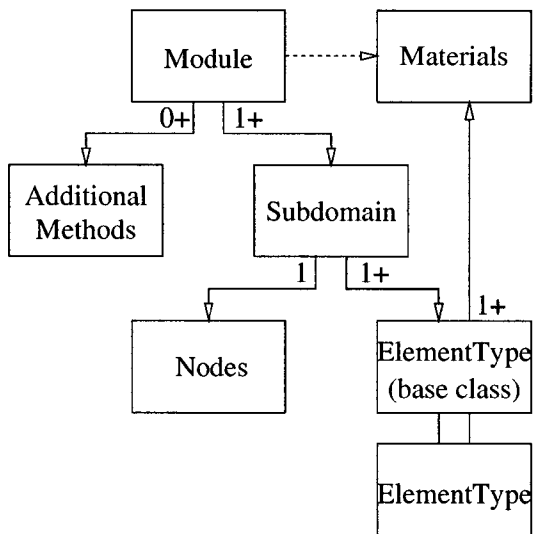 Module
Materials
0+
1+
Additional
Methods
Subdomain
1
1+
1+
Nodes
ElementType
(base class)
ElementType